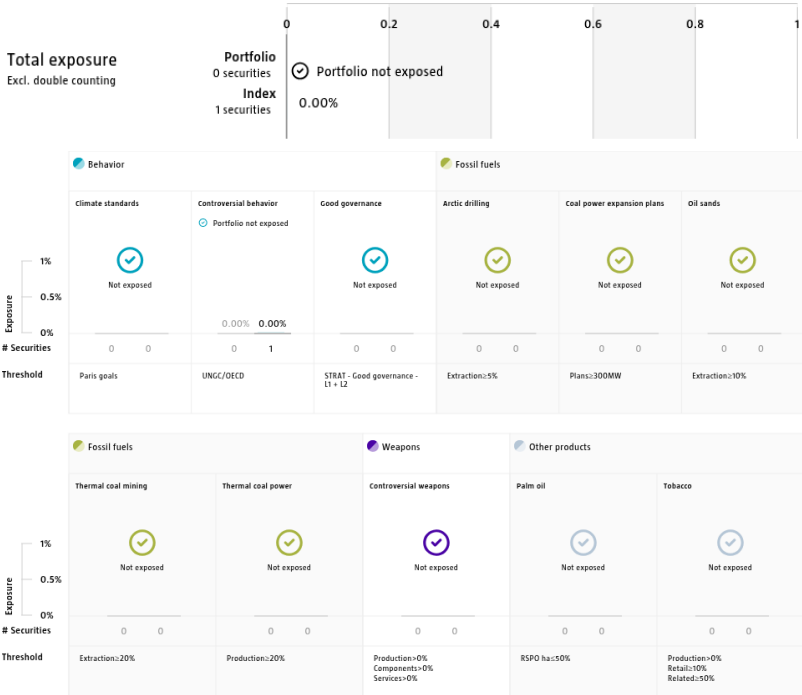 0 0.2 0.4 0.6 0.8 1
Total exposure
Excl. double counting
Portfolio
0 securities
Portfolio not exposed
Index
1 securities
0.00%
Behavior
Fossil fuels
Climate standards
Controversial behavior
Good governance
Arctic drilling
Coal power expansion plans
Oil sands
Portfolio not exposed
Not exposed
Not exposed
Not exposed
Not exposed
Not exposed
Exposure
1%
0.5%
0%
0.00% 0.00%
# Securities
0 0
0 1
0 0
0 0
0 0
0 0
Threshold
Paris goals
UNGC/OECD
STRAT - Good governance -
L1 + L2
Extraction≥5%
Plans≥300MW
Extraction≥10%
Fossil fuels
Weapons
Other products
Thermal coal mining
Thermal coal power
Controversial weapons
Palm oil
Tobacco
Not exposed
Not exposed
Not exposed
Not exposed
Not exposed
Exposure
1%
0.5%
0%
# Securities
0 0
0 0
0 0
0 0
0 0
Threshold
Extraction≥20%
Production≥20%
Production>0%
Components>0%
Services>0%
RSPO ha≤50%
Production>0%
Retail≥10%
Related≥50%